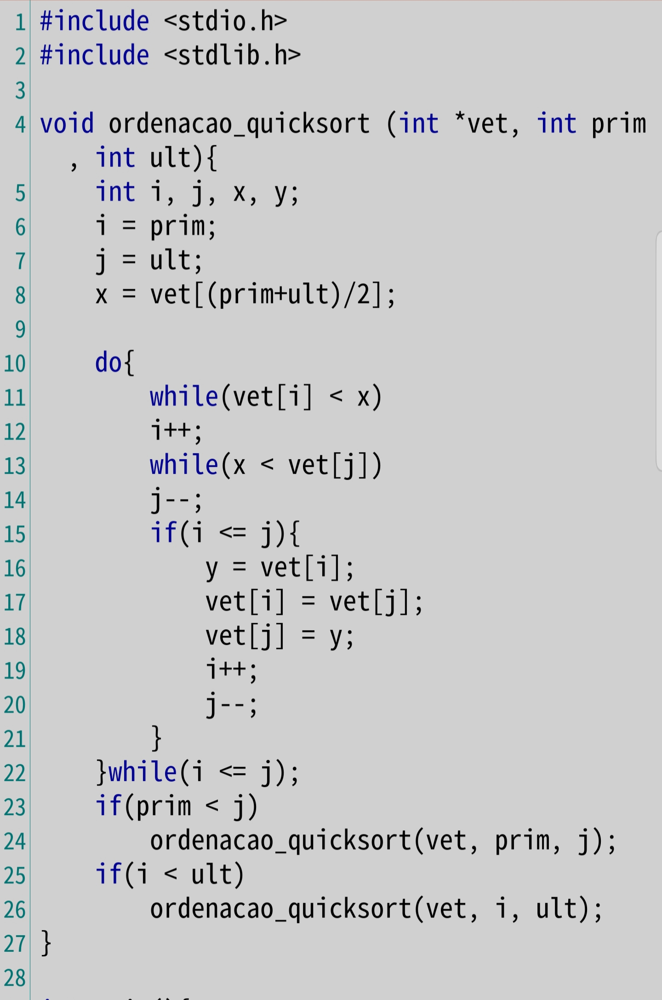 1 #include <stdio.h>
2 #include <stdlib.h>
3
4 void ordenacao_quicksort (int *vet, int prim
, int ult){
5 int i, j, x, y;
6 i = prim;
7 j = ult;
8 x = vet[(prim+ult)/2];
9
10 do{
11 while(vet[i] < x)
12 i++;
13 while(x < vet[j])
14 j--;
15 if(i <= j){
16 y = vet[i];
17 vet[i] = vet[j];
18 vet[j] = y;
19 i++;
20 j--;
21 }
22 }while(i <= j);
23 if(prim < j)
24 ordenacao_quicksort(vet, prim, j);
25 if(i < ult)
26 ordenacao_quicksort(vet, i, ult);
27 }
28